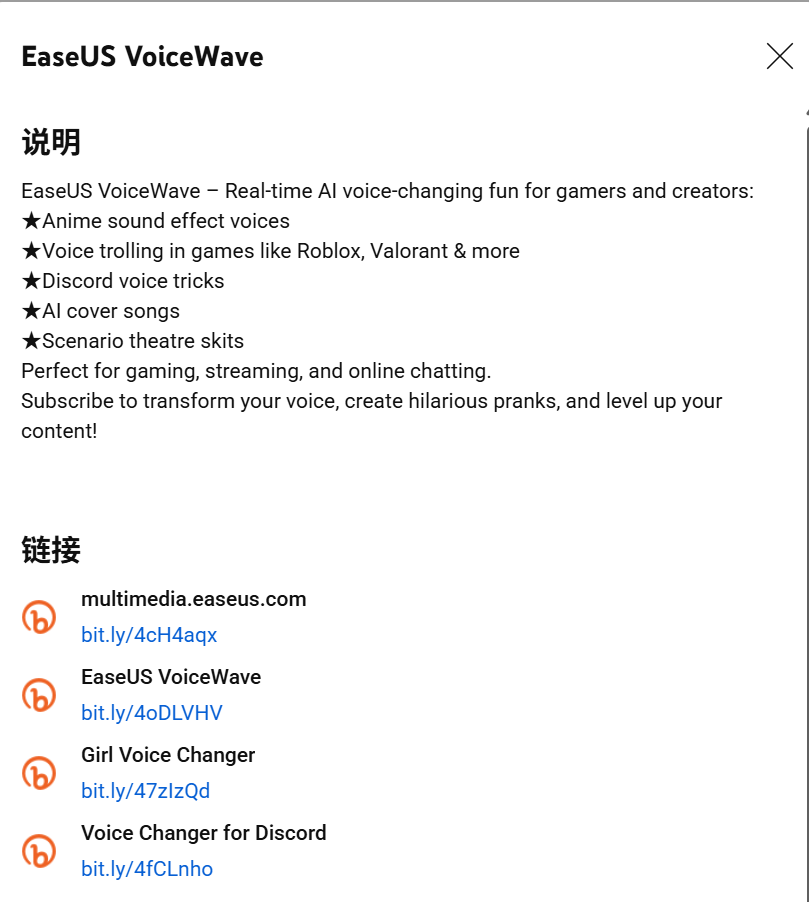 EaseUS VoiceWave
说明
EaseUS VoiceWave – Real-time AI voice-changing fun for gamers and creators:
★Anime sound effect voices
★Voice trolling in games like Roblox, Valorant & more
★Discord voice tricks
★AI cover songs
★Scenario theatre skits
Perfect for gaming, streaming, and online chatting.
Subscribe to transform your voice, create hilarious pranks, and level up your
content!
链接
multimedia.easeus.com
bit.ly/4cH4aqx
EaseUS VoiceWave
bit.ly/4oDLVHV
Girl Voice Changer
bit.ly/47zIzQd
Voice Changer for Discord
bit.ly/4fCLnho